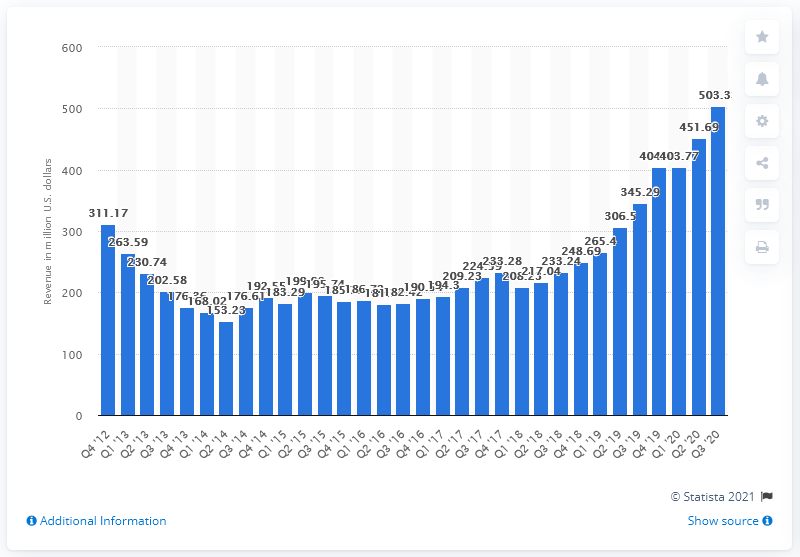 600
500
400
300
200
100
0
Revenue in million U.S. dollars
311.17
263.59
230.74
202.58
168.02
153.23
176.61
192.55
183.29
209.23
233.28
217.04
233.24
248.69
265.4
306.5
345.29
403.77
451.69
503.3
Q4 '12
Q1 '13
Q2 '13
Q3 '13
Q4 '13
Q1 '14
Q2 '14
Q3 '14
Q4 '14
Q1 '15
Q2 '15
Q3 '15
Q4 '15
Q1 '16
Q2 '16
Q3 '16
Q4 '16
Q1 '17
Q2 '17
Q3 '17
Q4 '17
Q1 '18
Q2 '18
Q3 '18
Q4 '18
Q1 '19
Q2 '19
Q3 '19
Q4 '19
Q1 '20
Q2 '20
Q3 '20
© Statista 2021
Additional Information
Show source